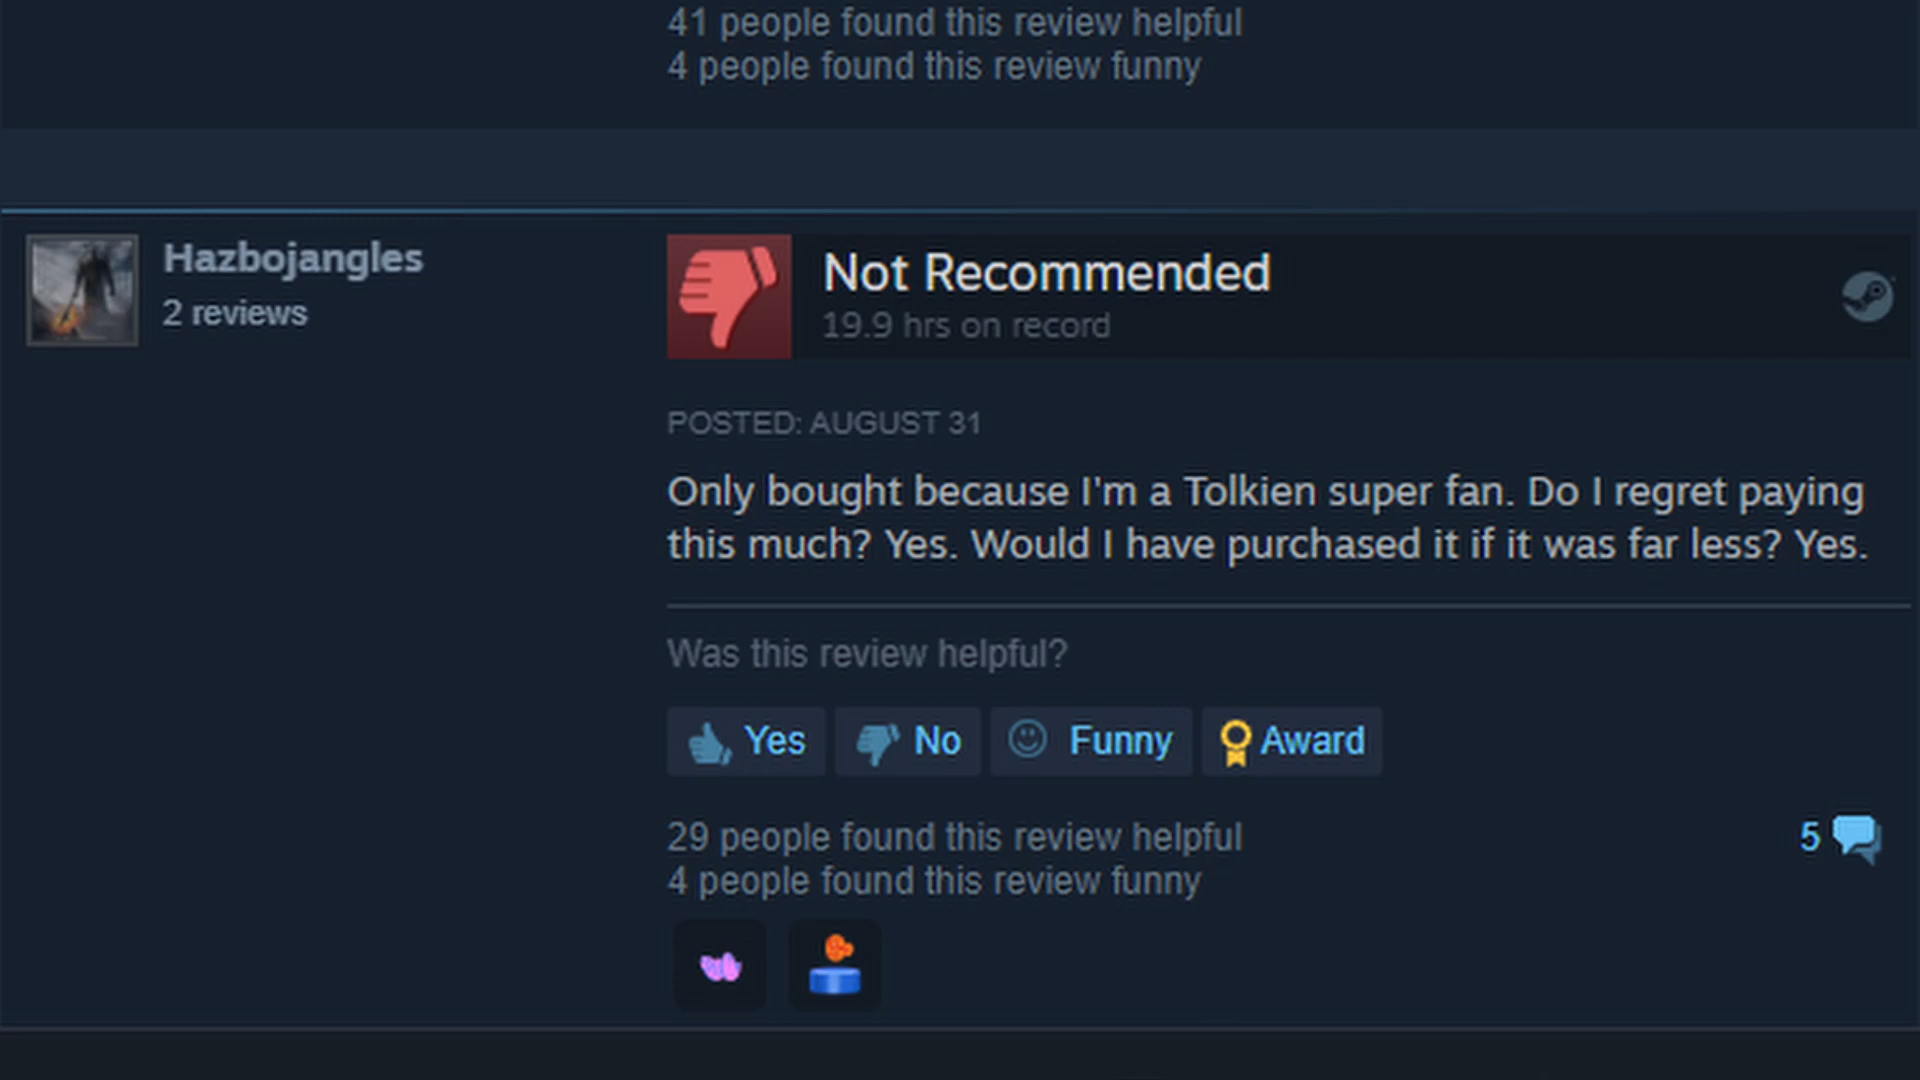 41 people found this review helpful
4 people found this review funny
Hazbojangles
2 reviews
Not Recommended
19.9 hrs on record
POSTED: AUGUST 31
Only bought because I'm a Tolkien super fan. Do I regret paying
this much? Yes. Would I have purchased it if it was far less? Yes.
Was this review helpful?
Yes No Funny Award
29 people found this review helpful
5
4 people found this review funny